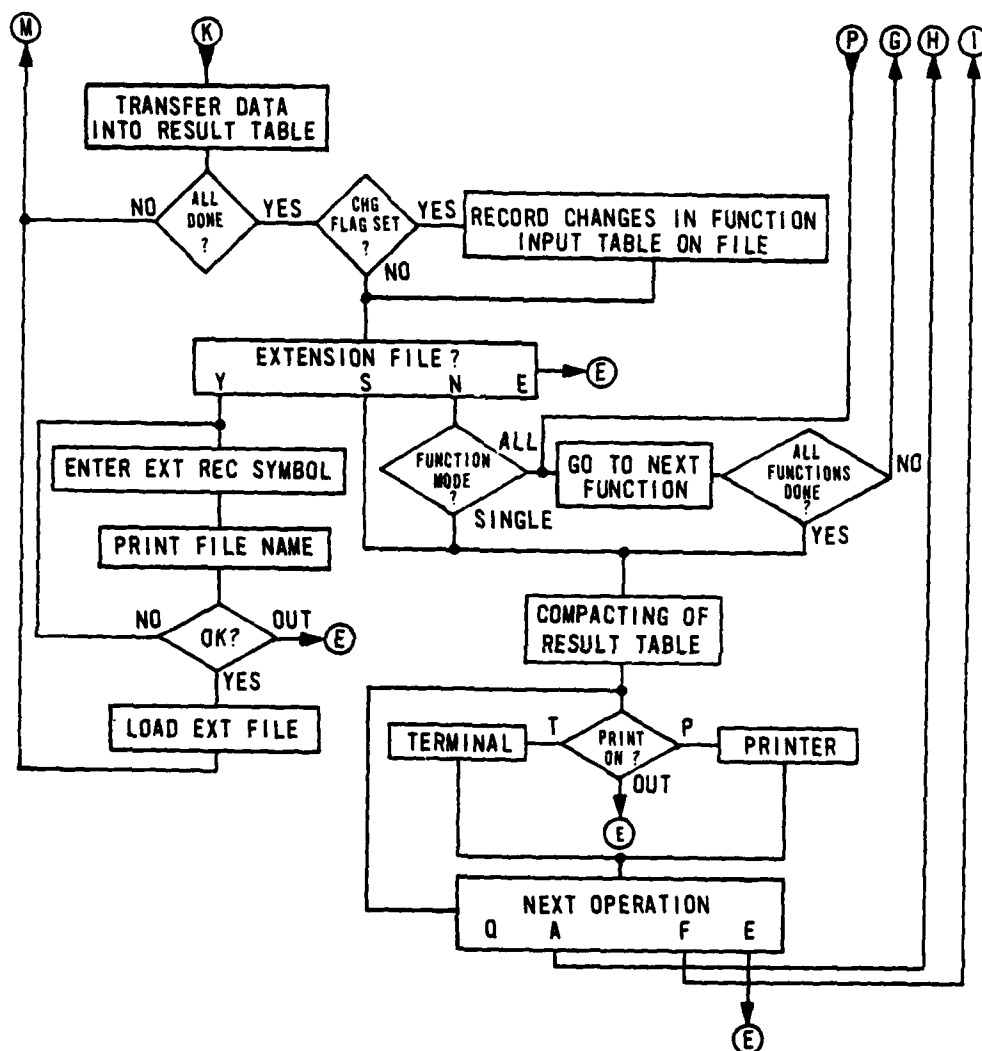 M K P G H I
TRANSFER DATA
INTO RESULT TABLE
NO ALL
DONE
?
YES CHG
FLAG SET
?
YES
NO
RECORD CHANGES IN FUNCTION
INPUT TABLE ON FILE
EXTENSION FILE ?
Y S N E
E
ENTER EXT REC SYMBOL
PRINT FILE NAME
NO OK? OUT E
YES
LOAD EXT FILE
FUNCTION
MODE
?
ALL
SINGLE
GO TO NEXT
FUNCTION
ALL
FUNCTIONS
DONE
?
NO
YES
COMPACTING OF
RESULT TABLE
TERMINAL T PRINT
ON ?
P PRINTER
OUT
E
NEXT OPERATION
Q A F E
E